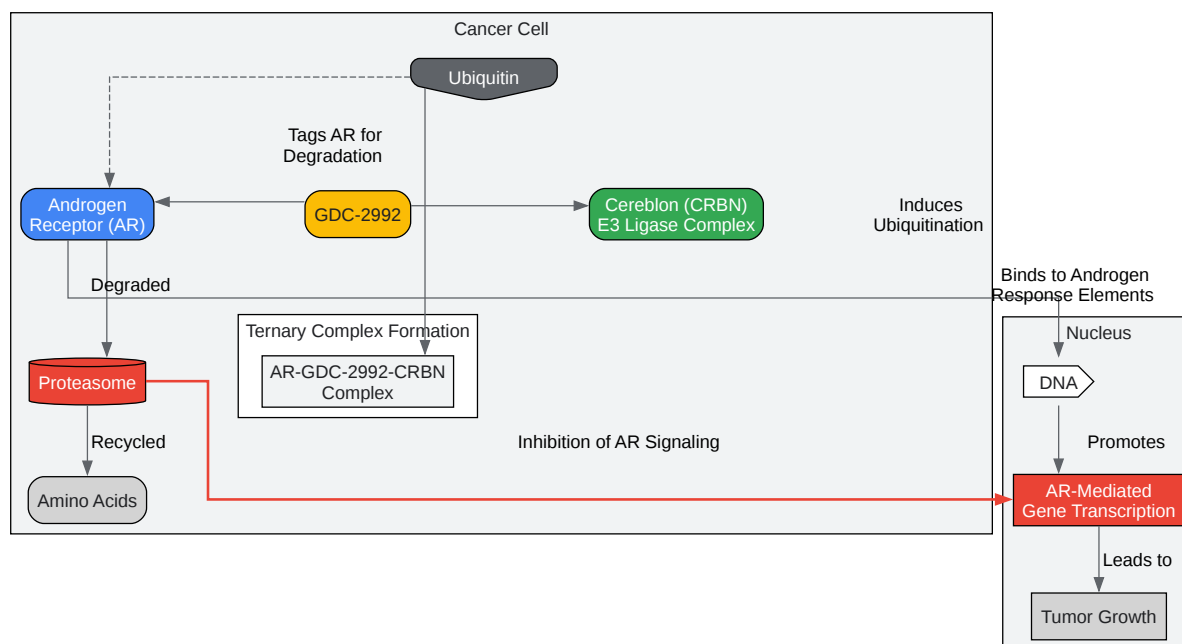 Cancer Cell
Ubiquitin
Tags AR for
Degradation
Androgen
Receptor (AR)
GDC-2992
Cereblon (CRBN)
E3 Ligase Complex
Induces
Ubiquitination
Degraded
Binds to Androgen
Response Elements
Ternary Complex Formation
Nucleus
AR-GDC-2992-CRBN
Complex
Proteasome
DNA
Recycled
Inhibition of AR Signaling
Promotes
Amino Acids
AR-Mediated
Gene Transcription
Leads to
Tumor Growth